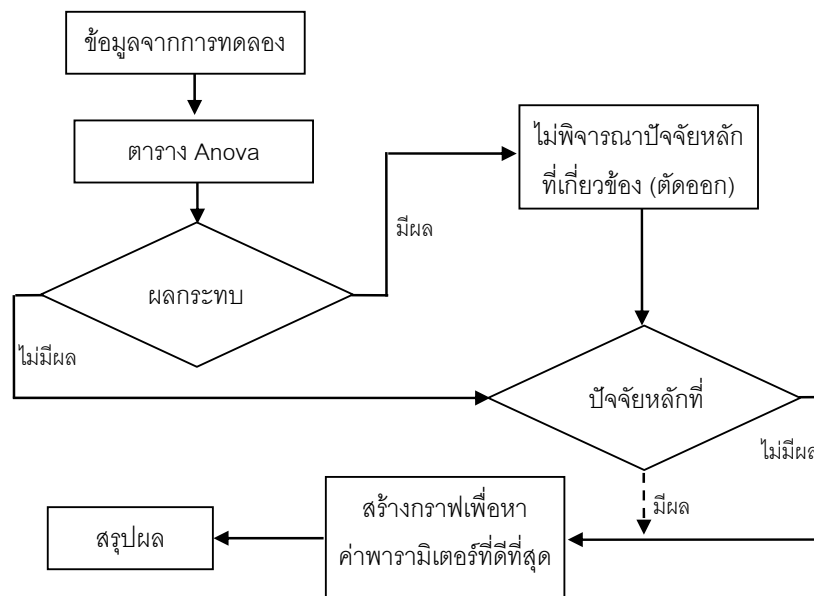 ข้อมูลจากการทดลอง
ตาราง Anova
ไม่พิจารณาปัจจัยหลัก
ที่เกี่ยวข้อง (ตัดออก)
มีผล
ผลกระทบ
ไม่มีผล
ปัจจัยหลักที่
ไม่มีผล
มีผล
สร้างกราฟเพื่อหา
ค่าพารามิเตอร์ที่ดีที่สุด
สรุปผล